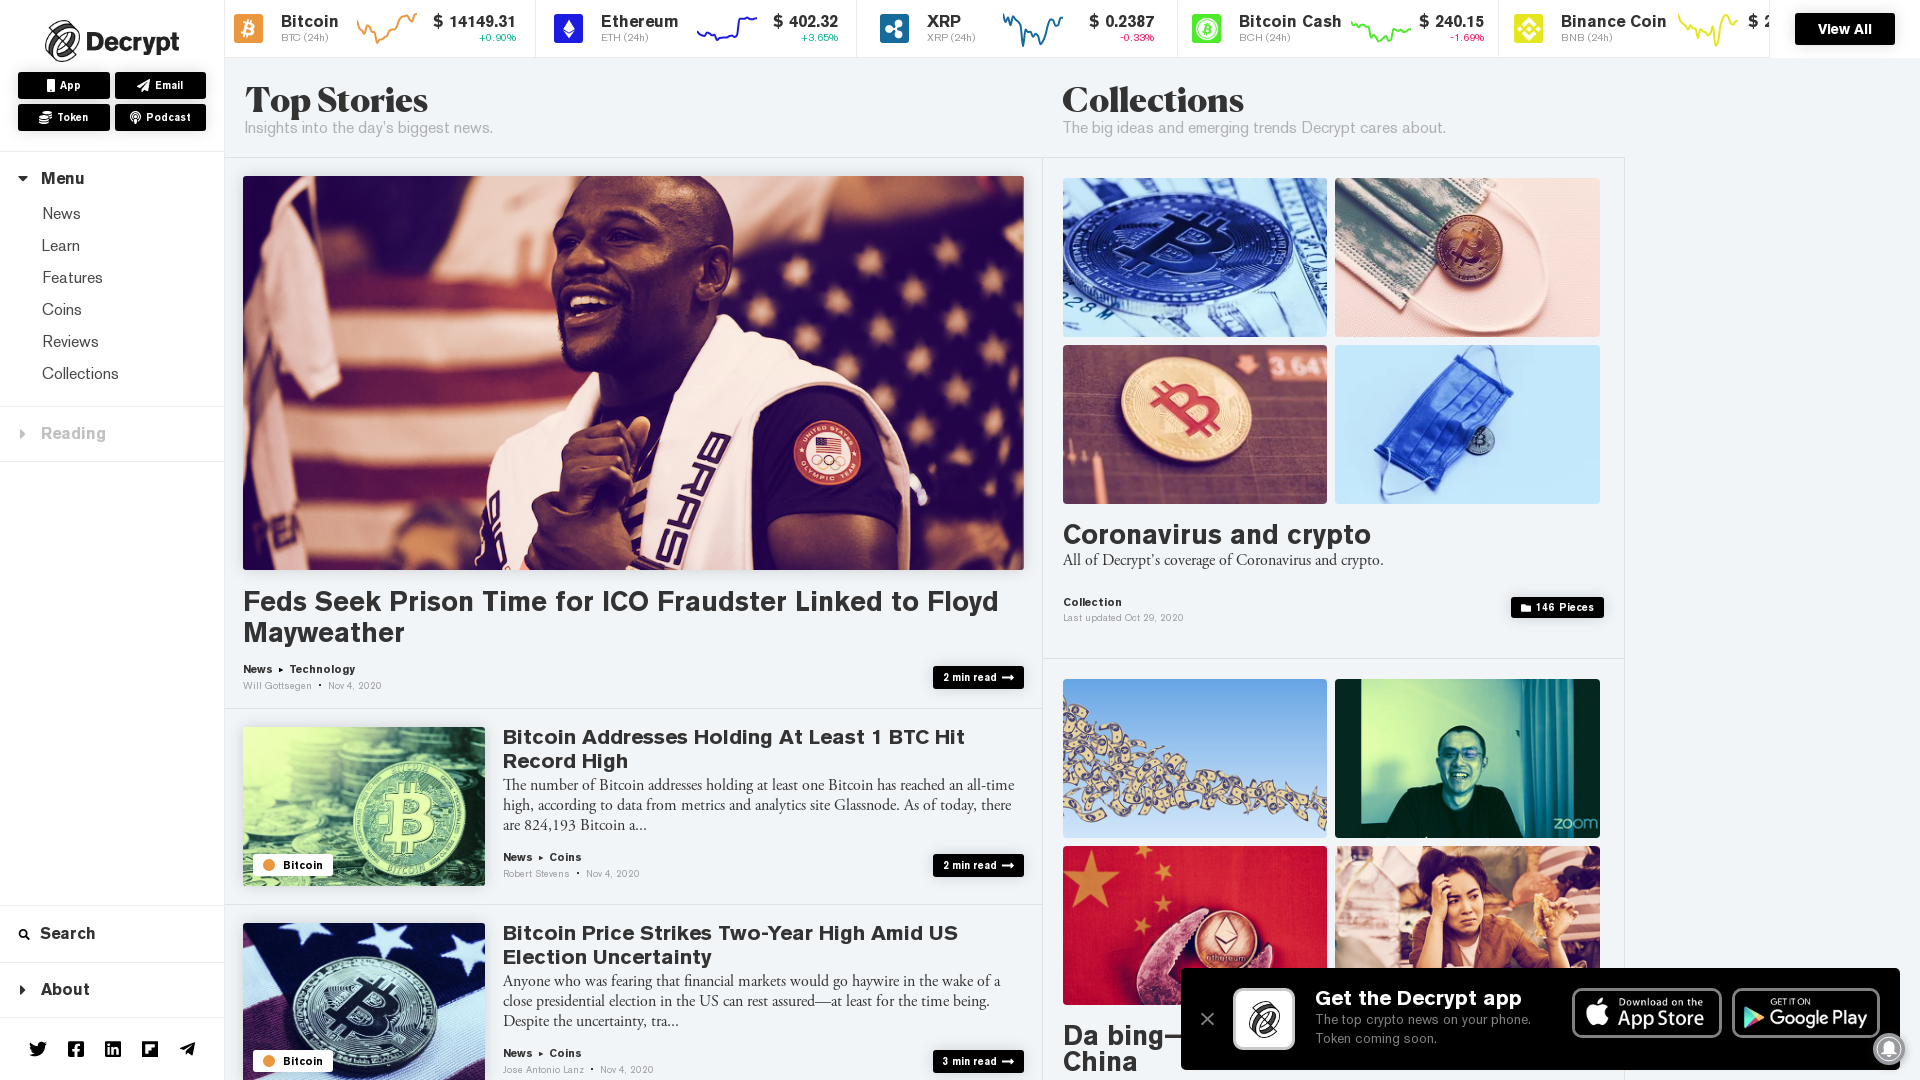 Decrypt
App
Email
Token
Podcast
Menu
News
Learn
Features
Coins
Reviews
Collections
Reading
Search
About
Bitcoin
BTC (24h)
$ 14149.31
+0.90%
Ethereum
ETH (24h)
$ 402.32
+3.65%
XRP
XRP (24h)
$ 0.2387
-0.33%
Bitcoin Cash
BCH (24h)
$ 240.15
-1.69%
Binance Coin
BNB (24h)
$
View All
Top Stories
Insights into the day's biggest news.
BRASS
UNITED STATES
OLYMPIC TEAM
Feds Seek Prison Time for ICO Fraudster Linked to Floyd
Mayweather
News ▸ Technology
Will Gottsegen • Nov 4, 2020
2 min read
Bitcoin
Bitcoin Addresses Holding At Least 1 BTC Hit
Record High
The number of Bitcoin addresses holding at least one Bitcoin has reached an all-time
high, according to data from metrics and analytics site Glassnode. As of today, there
are 824,193 Bitcoin a...
News ▸ Coins
Robert Stevens • Nov 4, 2020
2 min read
Bitcoin
Bitcoin Price Strikes Two-Year High Amid US
Election Uncertainty
Anyone who was fearing that financial markets would go haywire in the wake of a
close presidential election in the US can rest assured—at least for the time being.
Despite the uncertainty, tra...
News ▸ Coins
Jose Antonio Lanz • Nov 4, 2020
3 min read
Collections
The big ideas and emerging trends Decrypt cares about.
Coronavirus and crypto
All of Decrypt's coverage of Coronavirus and crypto.
Collection
Last updated Oct 29, 2020
146 Pieces
zoom
ethereum
Da bing—
China
Get the Decrypt app
The top crypto news on your phone.
Token coming soon.
Download on the
App Store
GET IT ON
Google Play